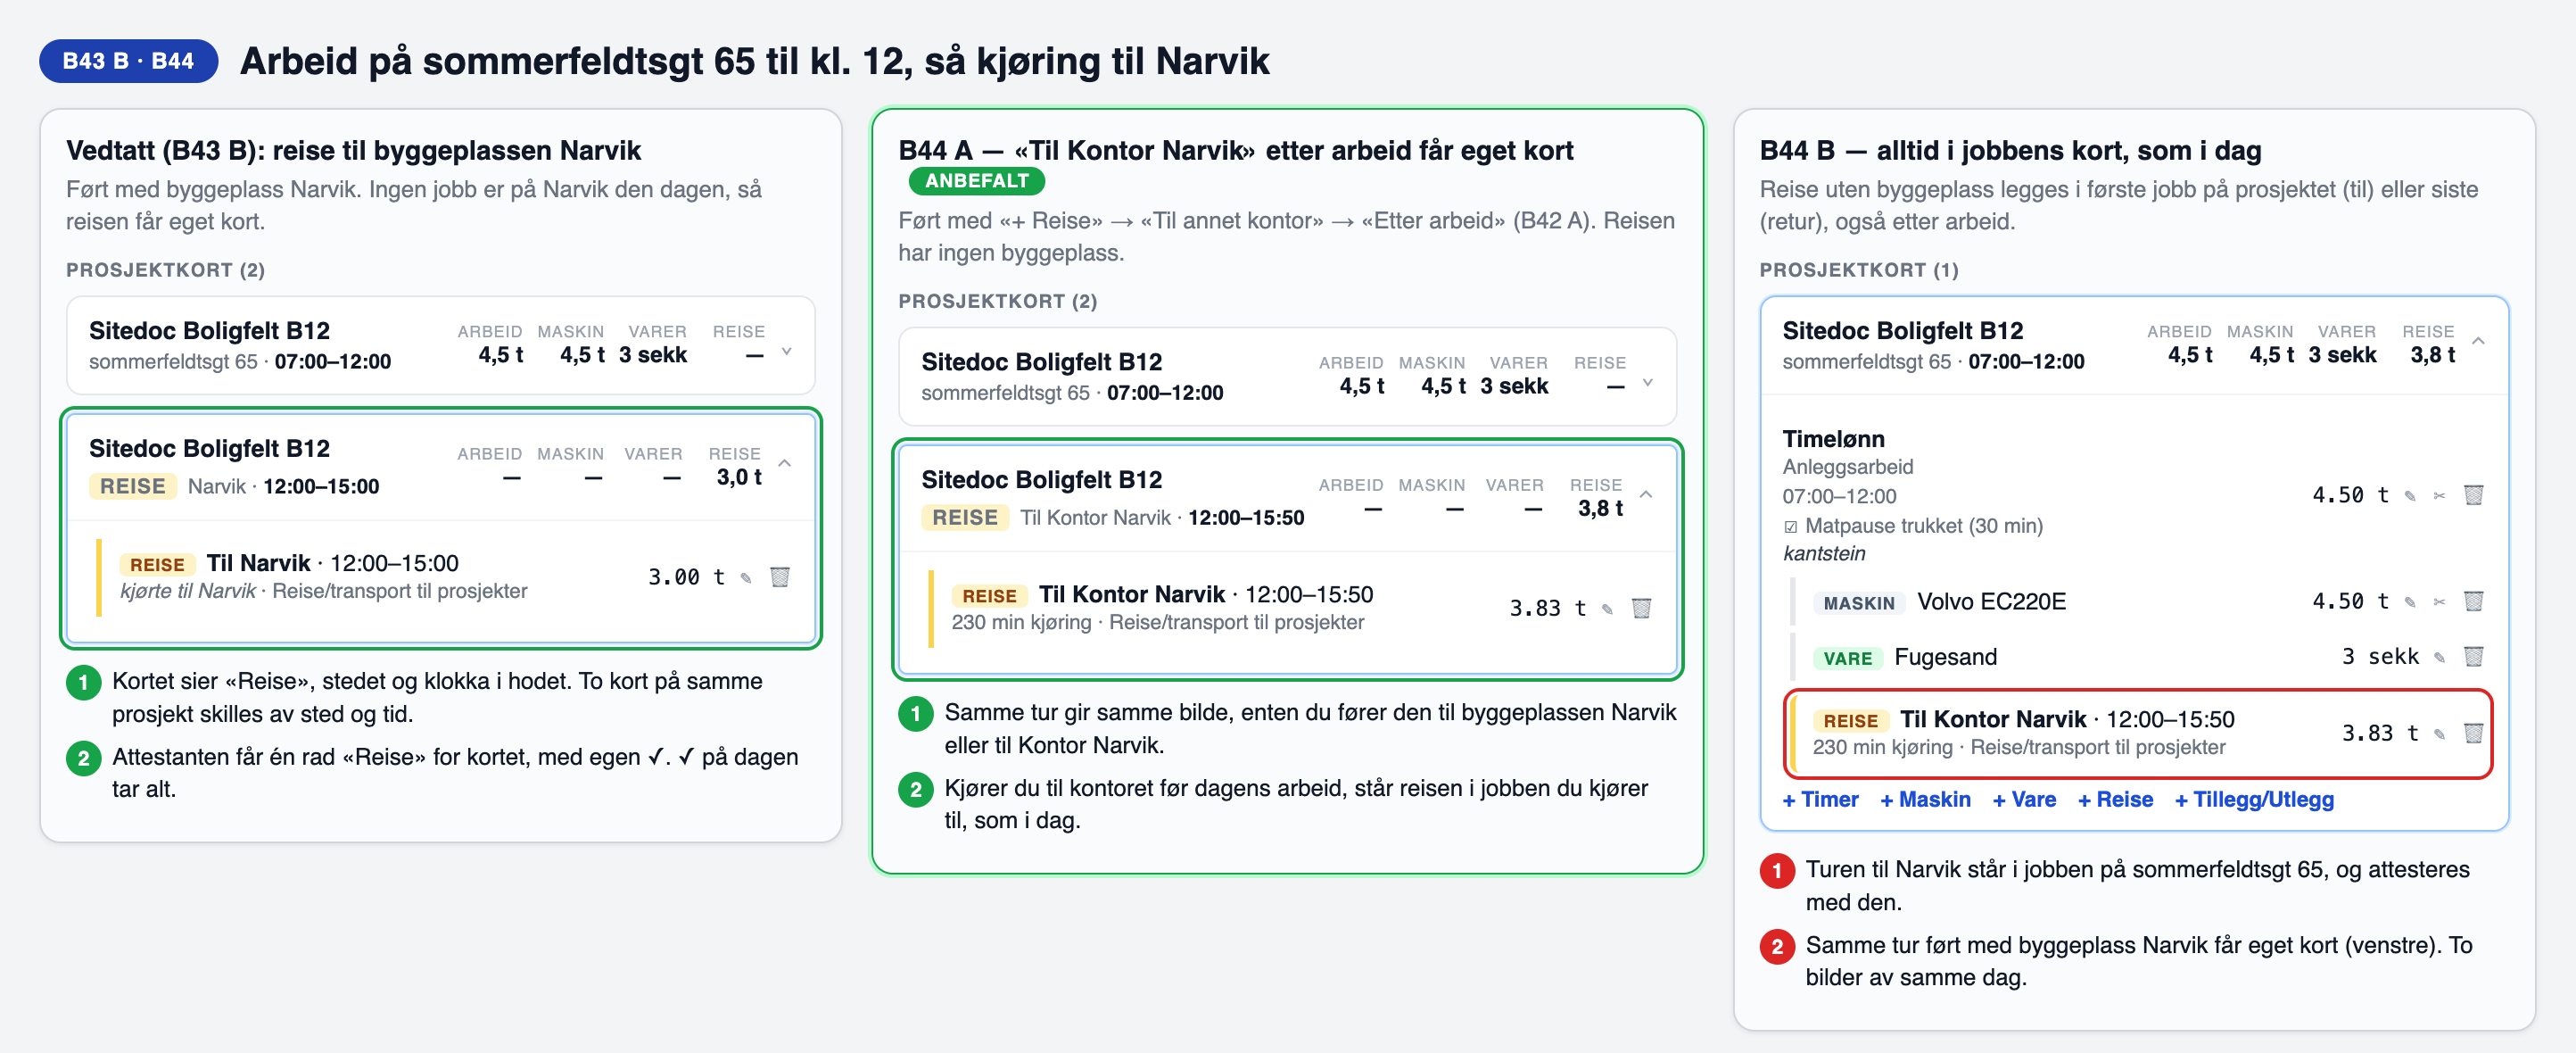 B43 B · B44
Arbeid på sommerfeldtsgt 65 til kl. 12, så kjøring til Narvik
Vedtatt (B43 B): reise til byggeplassen Narvik
Ført med byggeplass Narvik. Ingen jobb er på Narvik den dagen, så
reisen får eget kort.
PROSJEKTKORT (2)
Sitedoc Boligfelt B12
sommerfeldtsgt 65 · 07:00–12:00
ARBEID MASKIN VARER REISE
4,5 t 4,5 t 3 sekk —
Sitedoc Boligfelt B12
REISE Narvik · 12:00–15:00
ARBEID MASKIN VARER REISE
— — — 3,0 t
REISE Til Narvik · 12:00–15:00
kjørte til Narvik · Reise/transport til prosjekter
3.00 t
1 Kortet sier «Reise», stedet og klokka i hodet. To kort på samme
prosjekt skilles av sted og tid.
2 Attestanten får én rad «Reise» for kortet, med egen ✓. ✓ på dagen
tar alt.
B44 A — «Til Kontor Narvik» etter arbeid får eget kort
ANBEFALT
Ført med «+ Reise» → «Til annet kontor» → «Etter arbeid» (B42 A). Reisen
har ingen byggeplass.
PROSJEKTKORT (2)
Sitedoc Boligfelt B12
sommerfeldtsgt 65 · 07:00–12:00
ARBEID MASKIN VARER REISE
4,5 t 4,5 t 3 sekk —
Sitedoc Boligfelt B12
REISE Til Kontor Narvik · 12:00–15:50
ARBEID MASKIN VARER REISE
— — — 3,8 t
REISE Til Kontor Narvik · 12:00–15:50
230 min kjøring · Reise/transport til prosjekter
3.83 t
1 Samme tur gir samme bilde, enten du fører den til byggeplassen Narvik
eller til Kontor Narvik.
2 Kjører du til kontoret før dagens arbeid, står reisen i jobben du kjører
til, som i dag.
B44 B — alltid i jobbens kort, som i dag
Reise uten byggeplass legges i første jobb på prosjektet (til) eller siste
(retur), også etter arbeid.
PROSJEKTKORT (1)
Sitedoc Boligfelt B12
sommerfeldtsgt 65 · 07:00–12:00
ARBEID MASKIN VARER REISE
4,5 t 4,5 t 3 sekk 3,8 t
Timelønn
Anleggsarbeid
07:00–12:00
4.50 t
☑ Matpause trukket (30 min)
kantstein
MASKIN Volvo EC220E 4.50 t
VARE Fugesand 3 sekk
REISE Til Kontor Narvik · 12:00–15:50
230 min kjøring · Reise/transport til prosjekter
3.83 t
+ Timer + Maskin + Vare + Reise + Tillegg/Utlegg
1 Turen til Narvik står i jobben på sommerfeldtsgt 65, og attesteres
med den.
2 Samme tur ført med byggeplass Narvik får eget kort (venstre). To
bilder av samme dag.